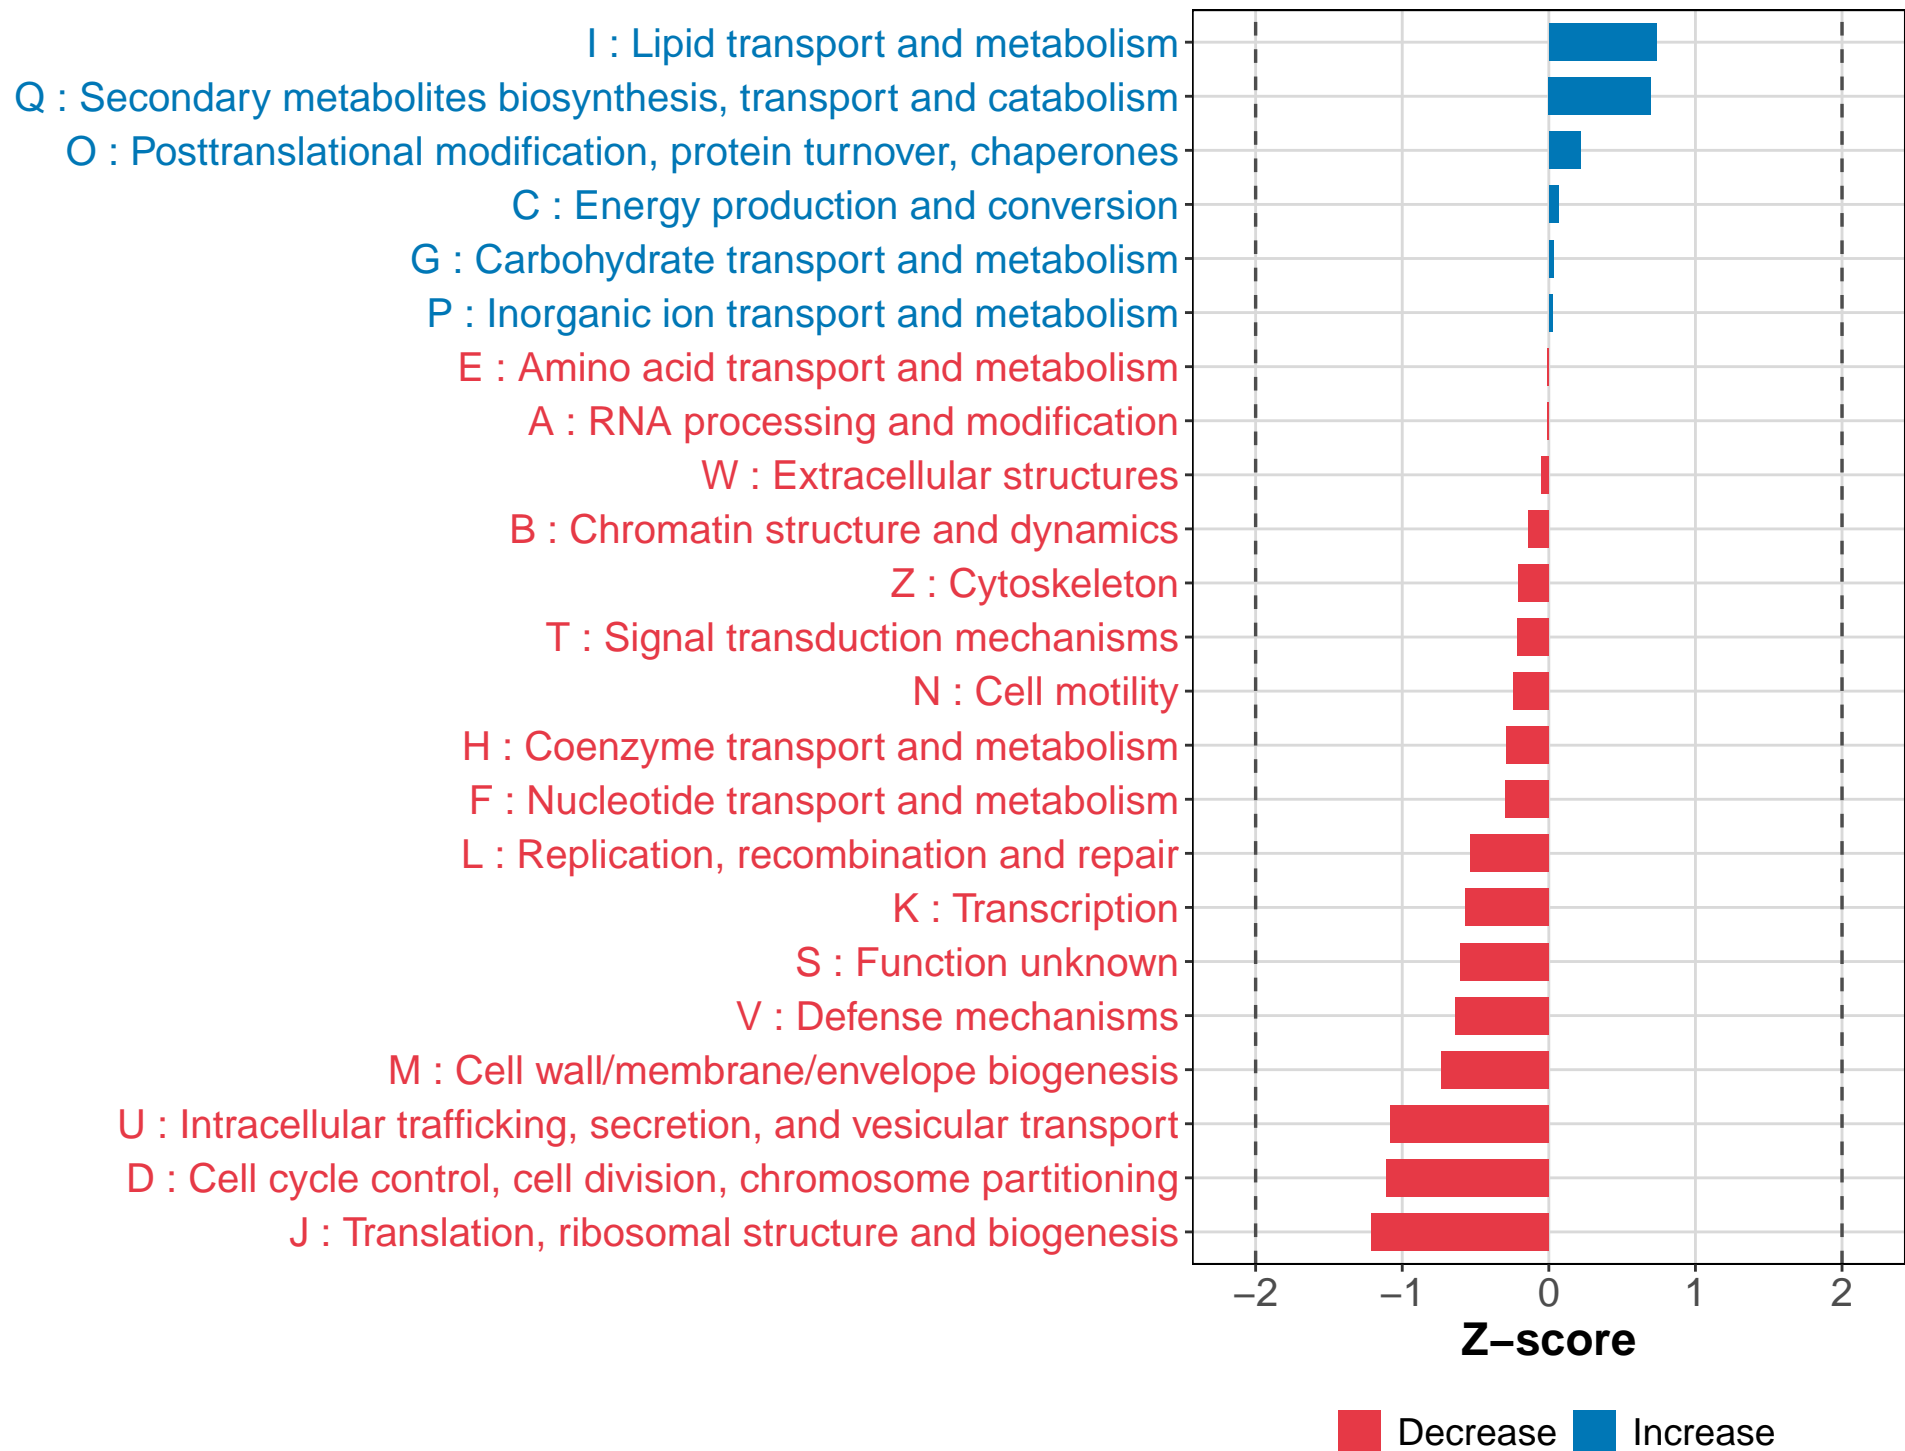 I : Lipid transport and metabolism
Q : Secondary metabolites biosynthesis, transport and catabolism
O : Posttranslational modification, protein turnover, chaperones
C : Energy production and conversion
G : Carbohydrate transport and metabolism
P : Inorganic ion transport and metabolism
E : Amino acid transport and metabolism
A : RNA processing and modification
W : Extracellular structures
B : Chromatin structure and dynamics
Z : Cytoskeleton
T : Signal transduction mechanisms
N : Cell motility
H : Coenzyme transport and metabolism
F : Nucleotide transport and metabolism
L : Replication, recombination and repair
K : Transcription
S : Function unknown
V : Defense mechanisms
M : Cell wall/membrane/envelope biogenesis
U : Intracellular trafficking, secretion, and vesicular transport
D : Cell cycle control, cell division, chromosome partitioning
J : Translation, ribosomal structure and biogenesis
−2 −1 0 1 2
Z−score
Decrease Increase